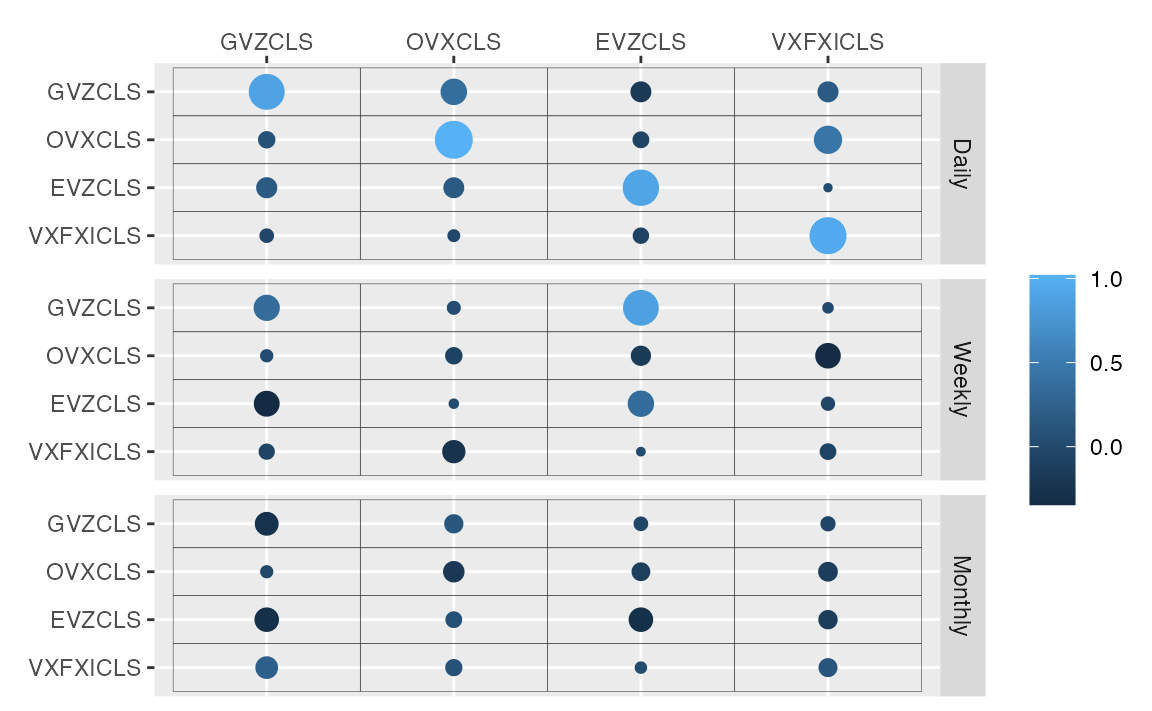 GVZCLS OVXCLS EVZCLS VXFXICLS
GVZCLS
OVXCLS
EVZCLS
VXFXICLS
Daily
GVZCLS
OVXCLS
EVZCLS
VXFXICLS
Weekly
GVZCLS
OVXCLS
EVZCLS
VXFXICLS
Monthly
1.0
0.5
0.0